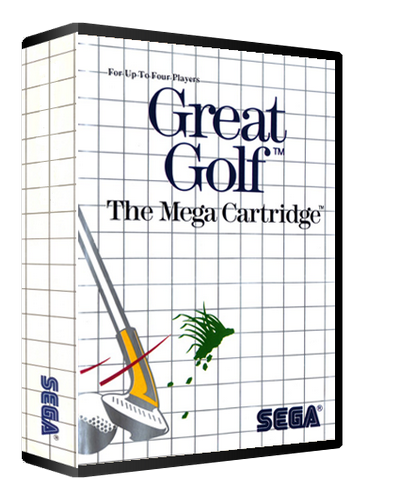 For Up To Four Players
Great
Golf™
The Mega Cartridge™
SEGA®
SEGA®